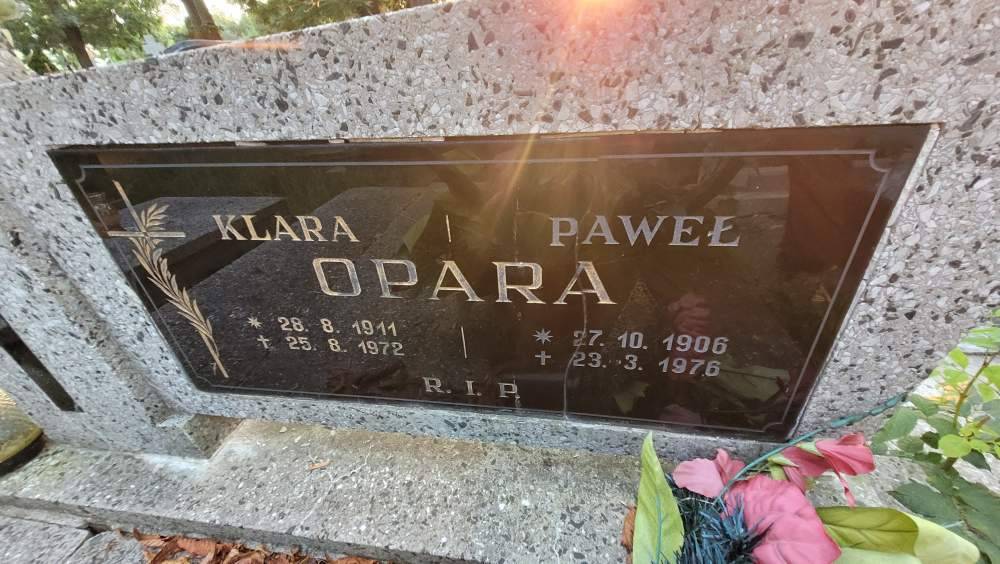 KLARA | PAWEŁ
OPARA
* 28. 8. 1911 | * 27. 10. 1906
† 25. 8. 1972 | † 23. 3. 1976
R. I. P.